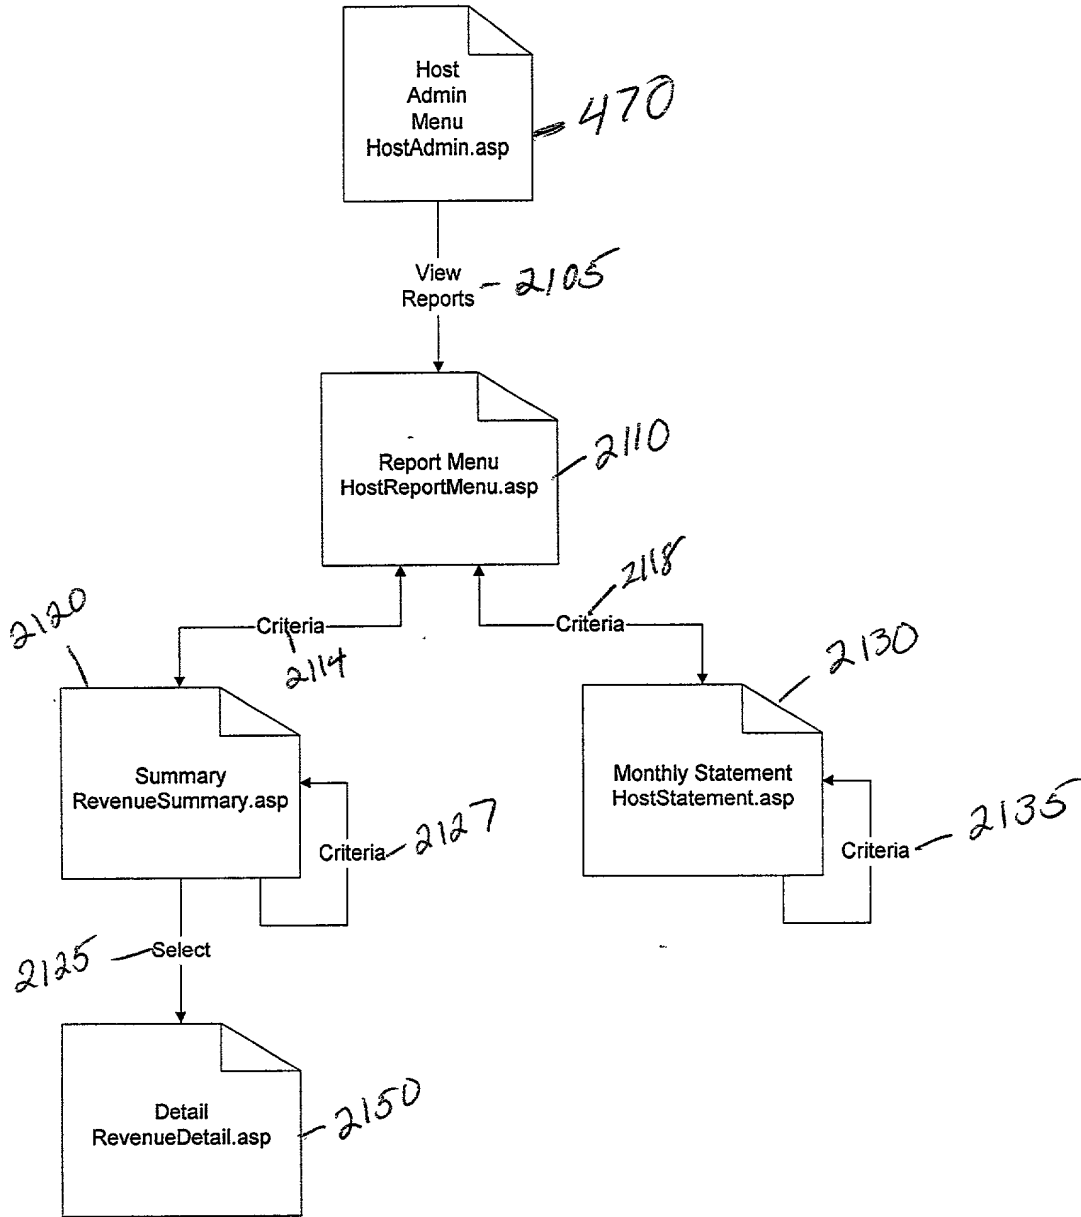 Host
Admin
Menu
HostAdmin.asp
470
View
Reports
2105
Report Menu
HostReportMenu.asp
2110
2120
Criteria
2114
Criteria
2118
2130
Summary
RevenueSummary.asp
Criteria
2127
Monthly Statement
HostStatement.asp
Criteria
2135
2125
Select
Detail
RevenueDetail.asp
2150